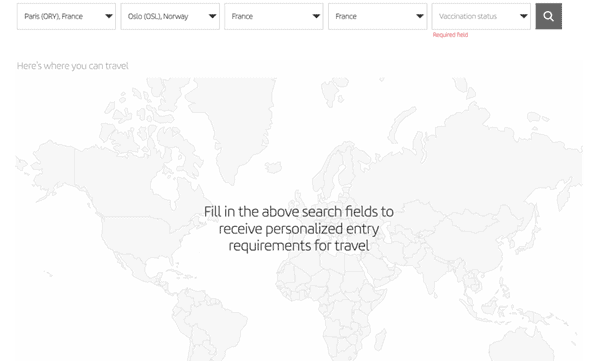 Paris (ORY), France
Oslo (OSL), Norway
France
France
Vaccination status
Required field
Here's where you can travel
Fill in the above search fields to
receive personalized entry
requirements for travel